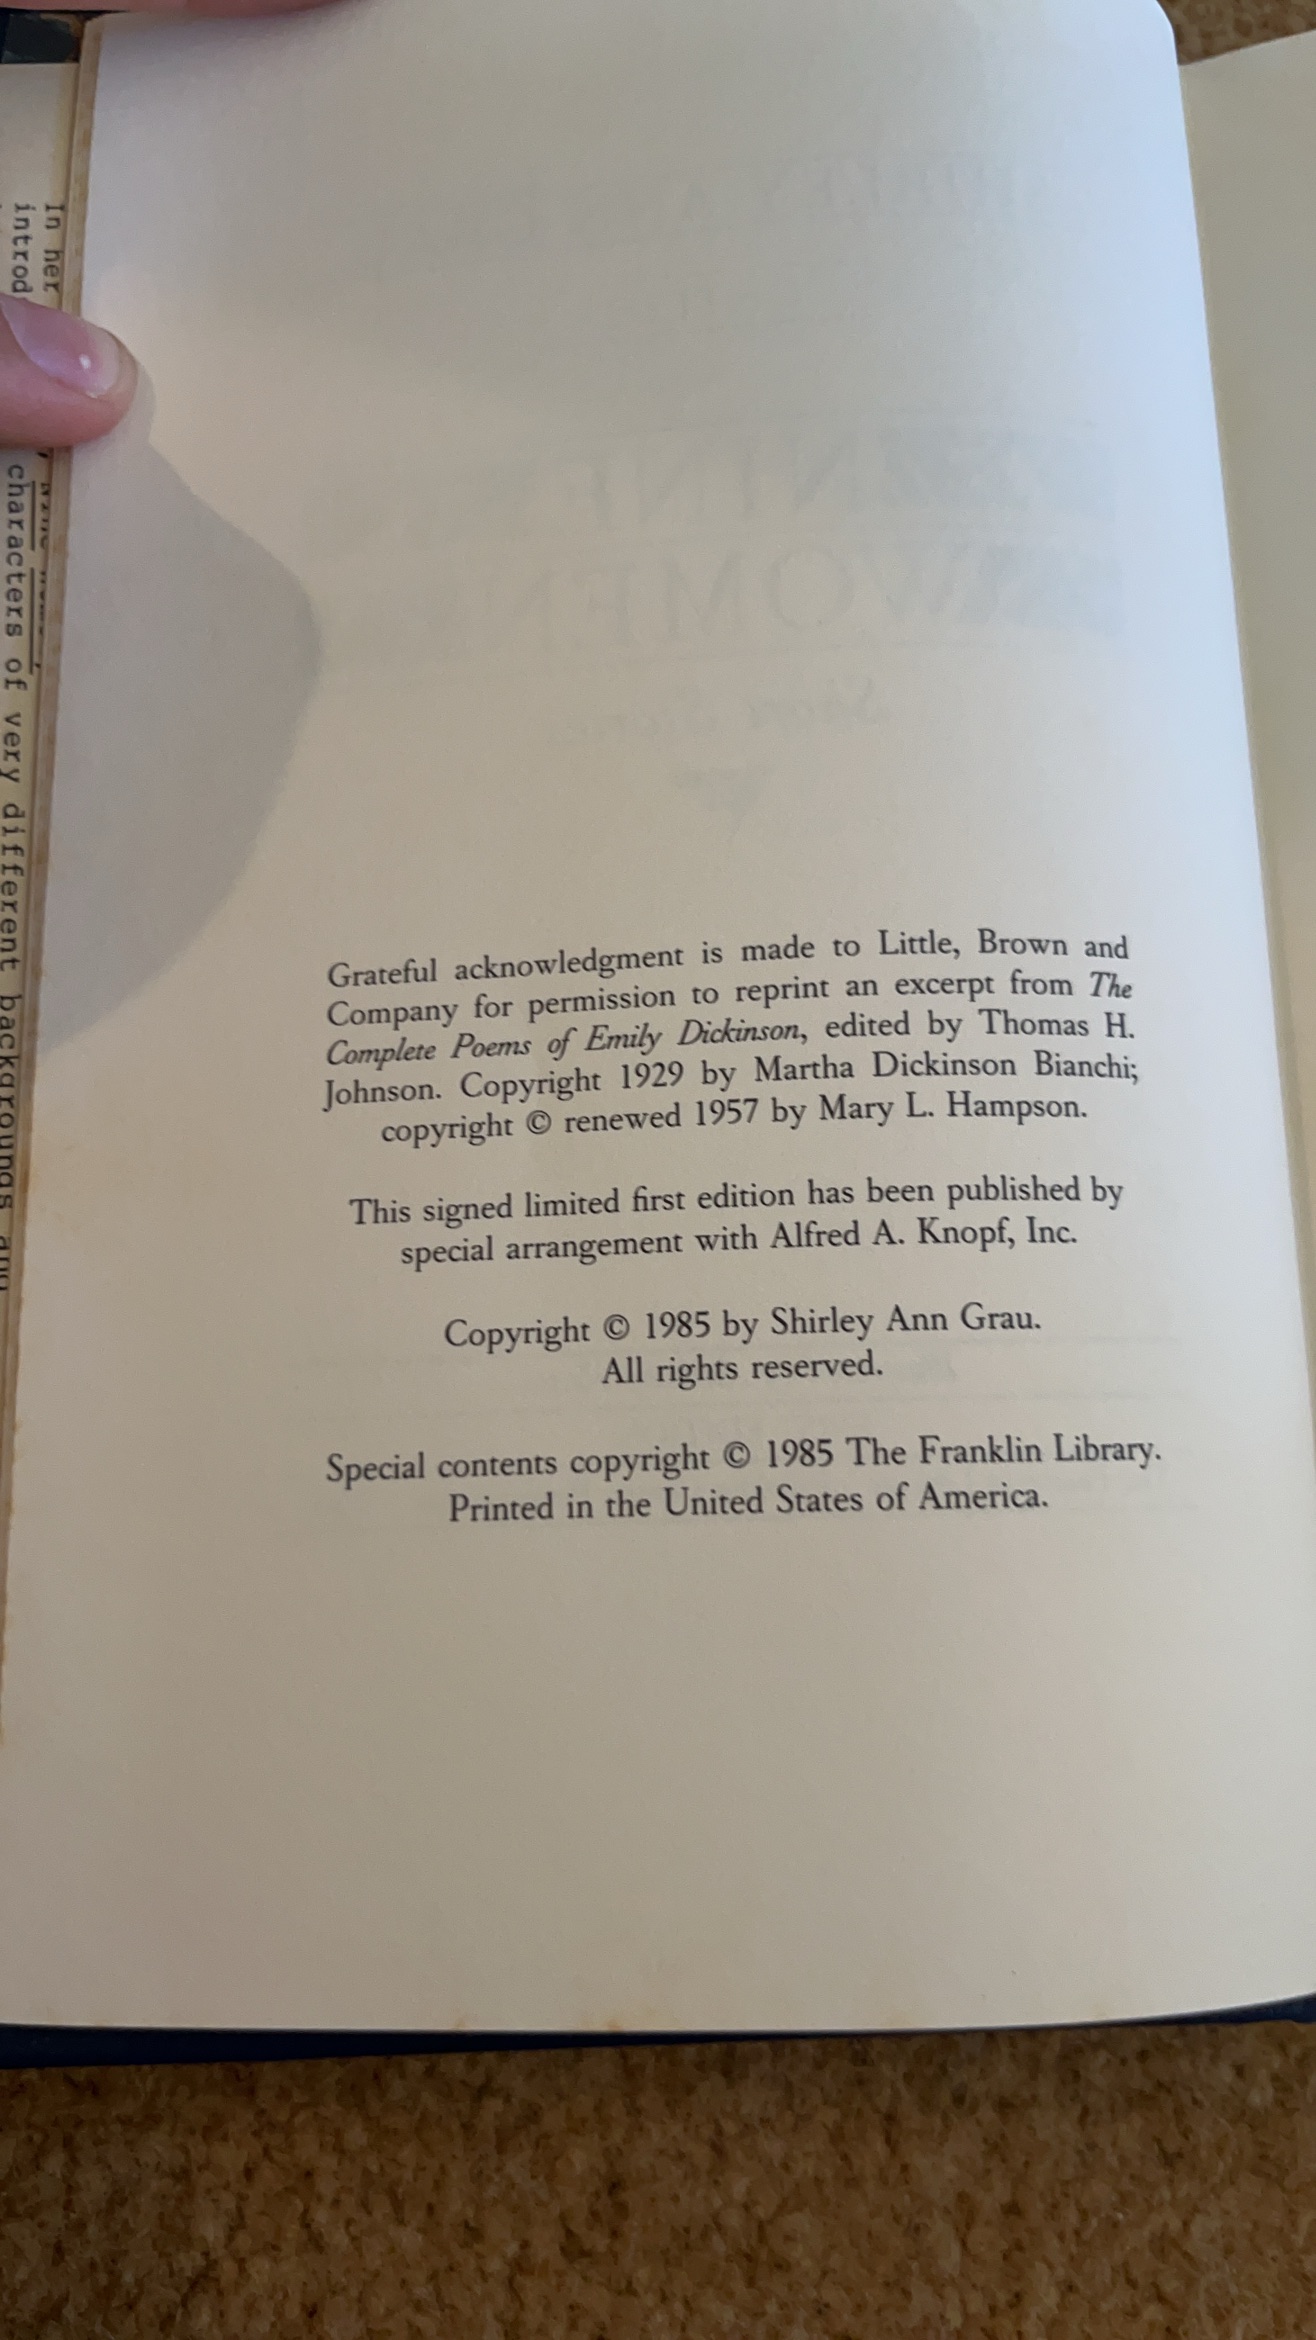 In her
introd
characters of very different backgrounds and
NINE
WOMEN
Short Stories
Grateful acknowledgment is made to Little, Brown and
Company for permission to reprint an excerpt from The
Complete Poems of Emily Dickinson, edited by Thomas H.
Johnson. Copyright 1929 by Martha Dickinson Bianchi;
copyright © renewed 1957 by Mary L. Hampson.
This signed limited first edition has been published by
special arrangement with Alfred A. Knopf, Inc.
Copyright © 1985 by Shirley Ann Grau.
All rights reserved.
Special contents copyright © 1985 The Franklin Library.
Printed in the United States of America.